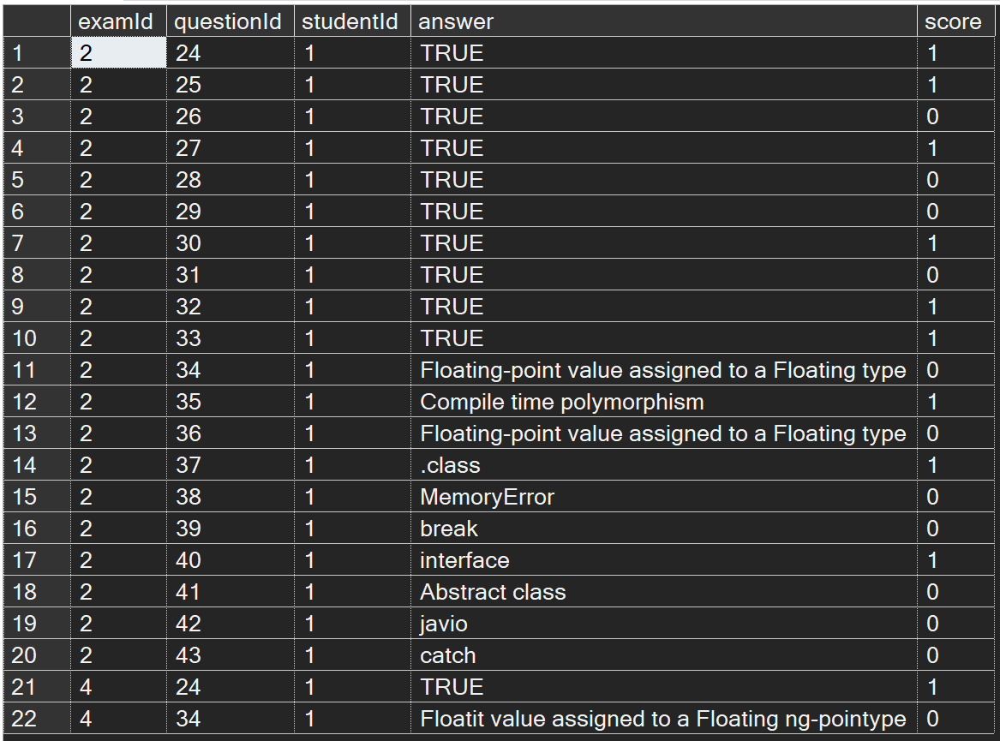 examId questionId studentId answer score
1 2 24 1 TRUE 1
2 2 25 1 TRUE 1
3 2 26 1 TRUE 0
4 2 27 1 TRUE 1
5 2 28 1 TRUE 0
6 2 29 1 TRUE 0
7 2 30 1 TRUE 1
8 2 31 1 TRUE 0
9 2 32 1 TRUE 1
10 2 33 1 TRUE 1
11 2 34 1 Floating-point value assigned to a Floating type 0
12 2 35 1 Compile time polymorphism 1
13 2 36 1 Floating-point value assigned to a Floating type 0
14 2 37 1 .class 1
15 2 38 1 MemoryError 0
16 2 39 1 break 0
17 2 40 1 interface 1
18 2 41 1 Abstract class 0
19 2 42 1 javio 0
20 2 43 1 catch 0
21 4 24 1 TRUE 1
22 4 34 1 Floatit value assigned to a Floating ng-pointype 0